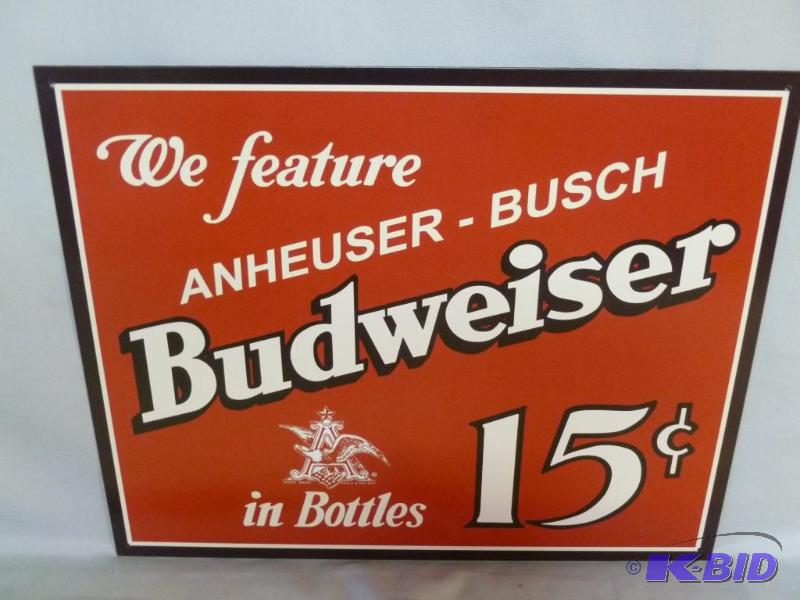 We feature
ANHEUSER - BUSCH
Budweiser
in Bottles
15¢
© K-BID